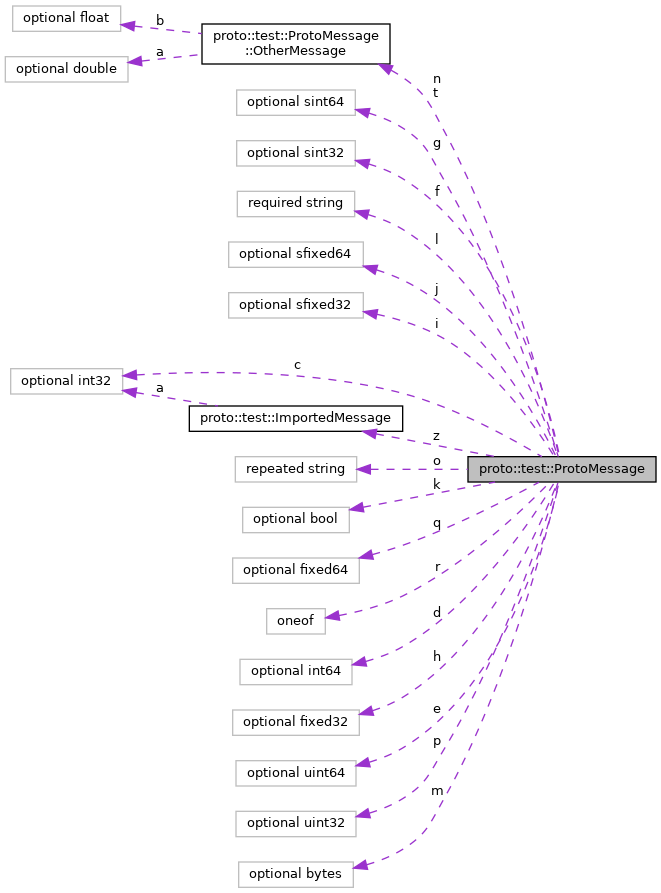 optional float
b
proto::test::ProtoMessage
::OtherMessage
a
optional double
n
t
optional sint64
g
optional sint32
f
required string
l
optional sfixed64
j
optional sfixed32
i
c
optional int32
a
proto::test::ImportedMessage
z
o
repeated string
proto::test::ProtoMessage
k
optional bool
q
optional fixed64
r
oneof
d
optional int64
h
optional fixed32
e
optional uint64
p
optional uint32
m
optional bytes